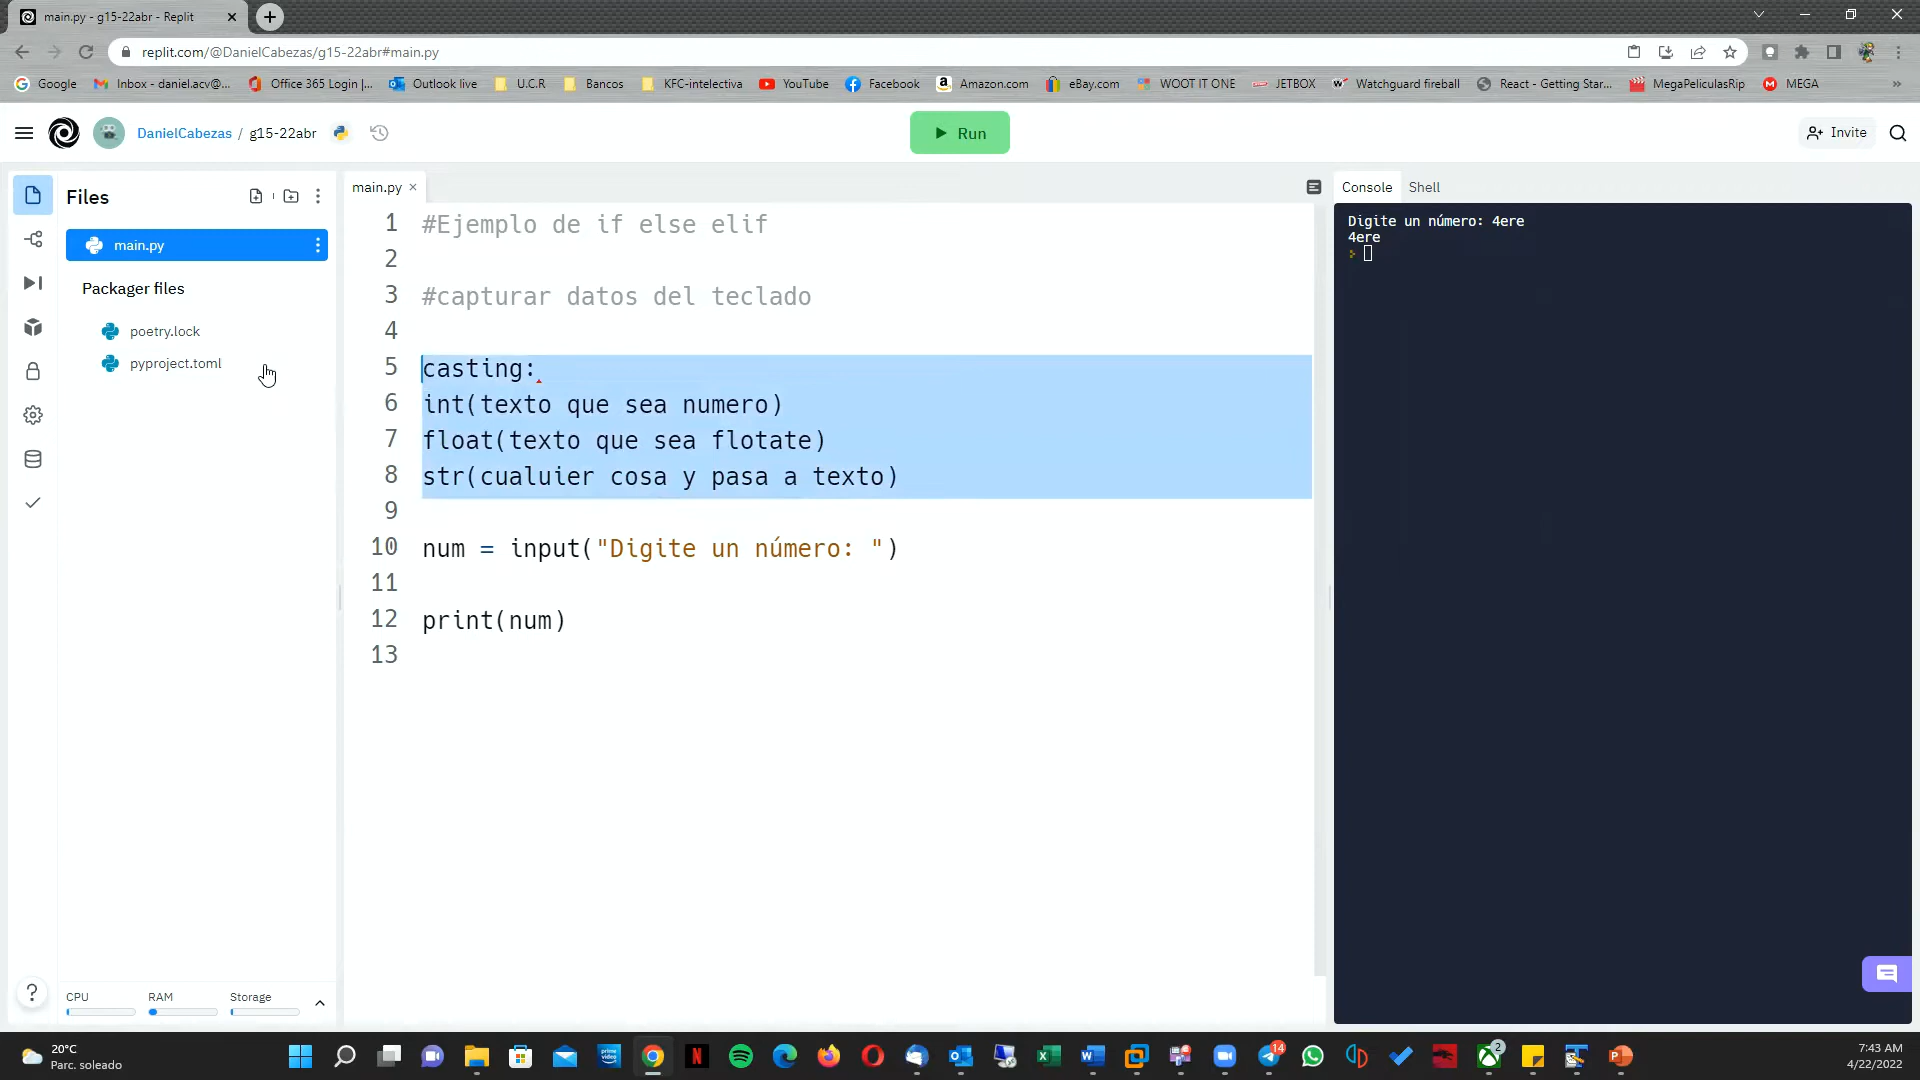 main.py - g15-22abr - Replit
replit.com/@DanielCabezas/g15-22abr#main.py
Google
Inbox - daniel.acv@...
Office 365 Login |...
Outlook live
U.C.R
Bancos
KFC-intelectiva
YouTube
Facebook
Amazon.com
eBay.com
WOOT IT ONE
JETBOX
Watchguard fireball
React - Getting Star...
MegaPeliculasRip
MEGA
DanielCabezas / g15-22abr
Run
Invite
Files
main.py
Packager files
poetry.lock
pyproject.toml
CPU
RAM
Storage
main.py
1 #Ejemplo de if else elif
2
3 #capturar datos del teclado
4
5 casting:
6 int(texto que sea numero)
7 float(texto que sea flotate)
8 str(cualuier cosa y pasa a texto)
9
10 num = input("Digite un número: ")
11
12 print(num)
13
Console
Shell
Digite un número: 4ere
4ere
20°C
Parc. soleado
14
2
7:43 AM
4/22/2022